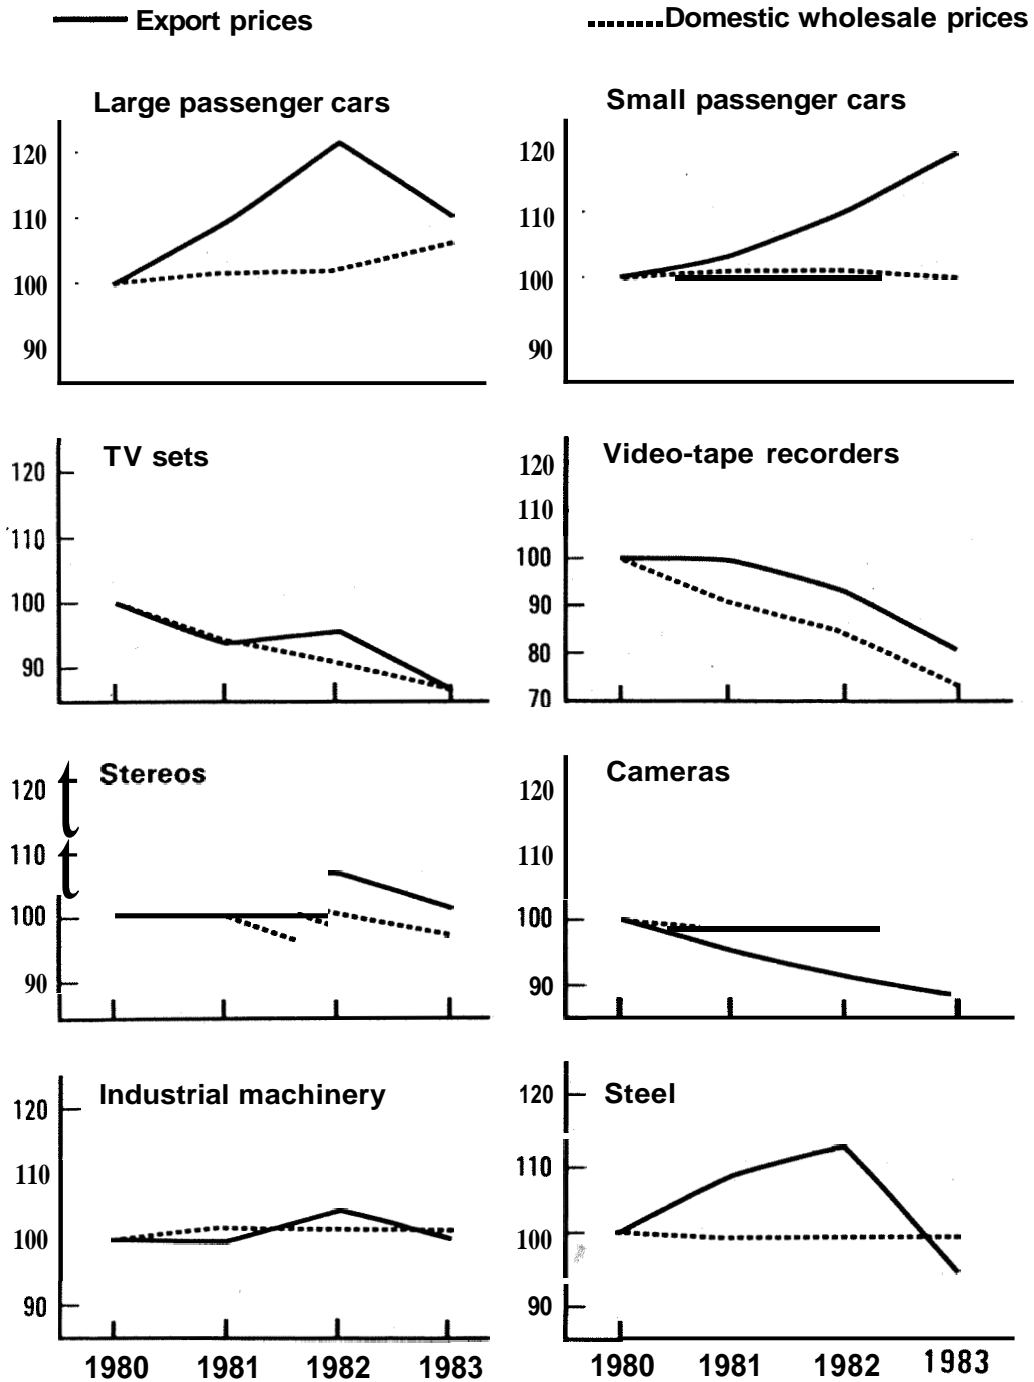 Export prices
Domestic wholesale prices
Large passenger cars
120
110
100
90
Small passenger cars
120
110
100
90
TV sets
120
110
100
90
Video-tape recorders
120
110
100
90
80
70
Stereos
120 t
110 t
100
90
Cameras
120
110
100
90
Industrial machinery
120
110
100
90
1980 1981 1982 1983
Steel
120
110
100
90
1980 1981 1982 1983